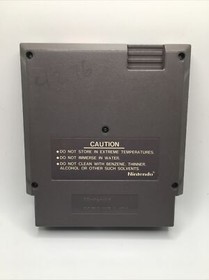 CAUTION
• DO NOT STORE IN EXTREME TEMPERATURES.
• DO NOT IMMERSE IN WATER.
• DO NOT CLEAN WITH BENZENE, THINNER,
ALCOHOL OR OTHER SUCH SOLVENTS.
Nintendo